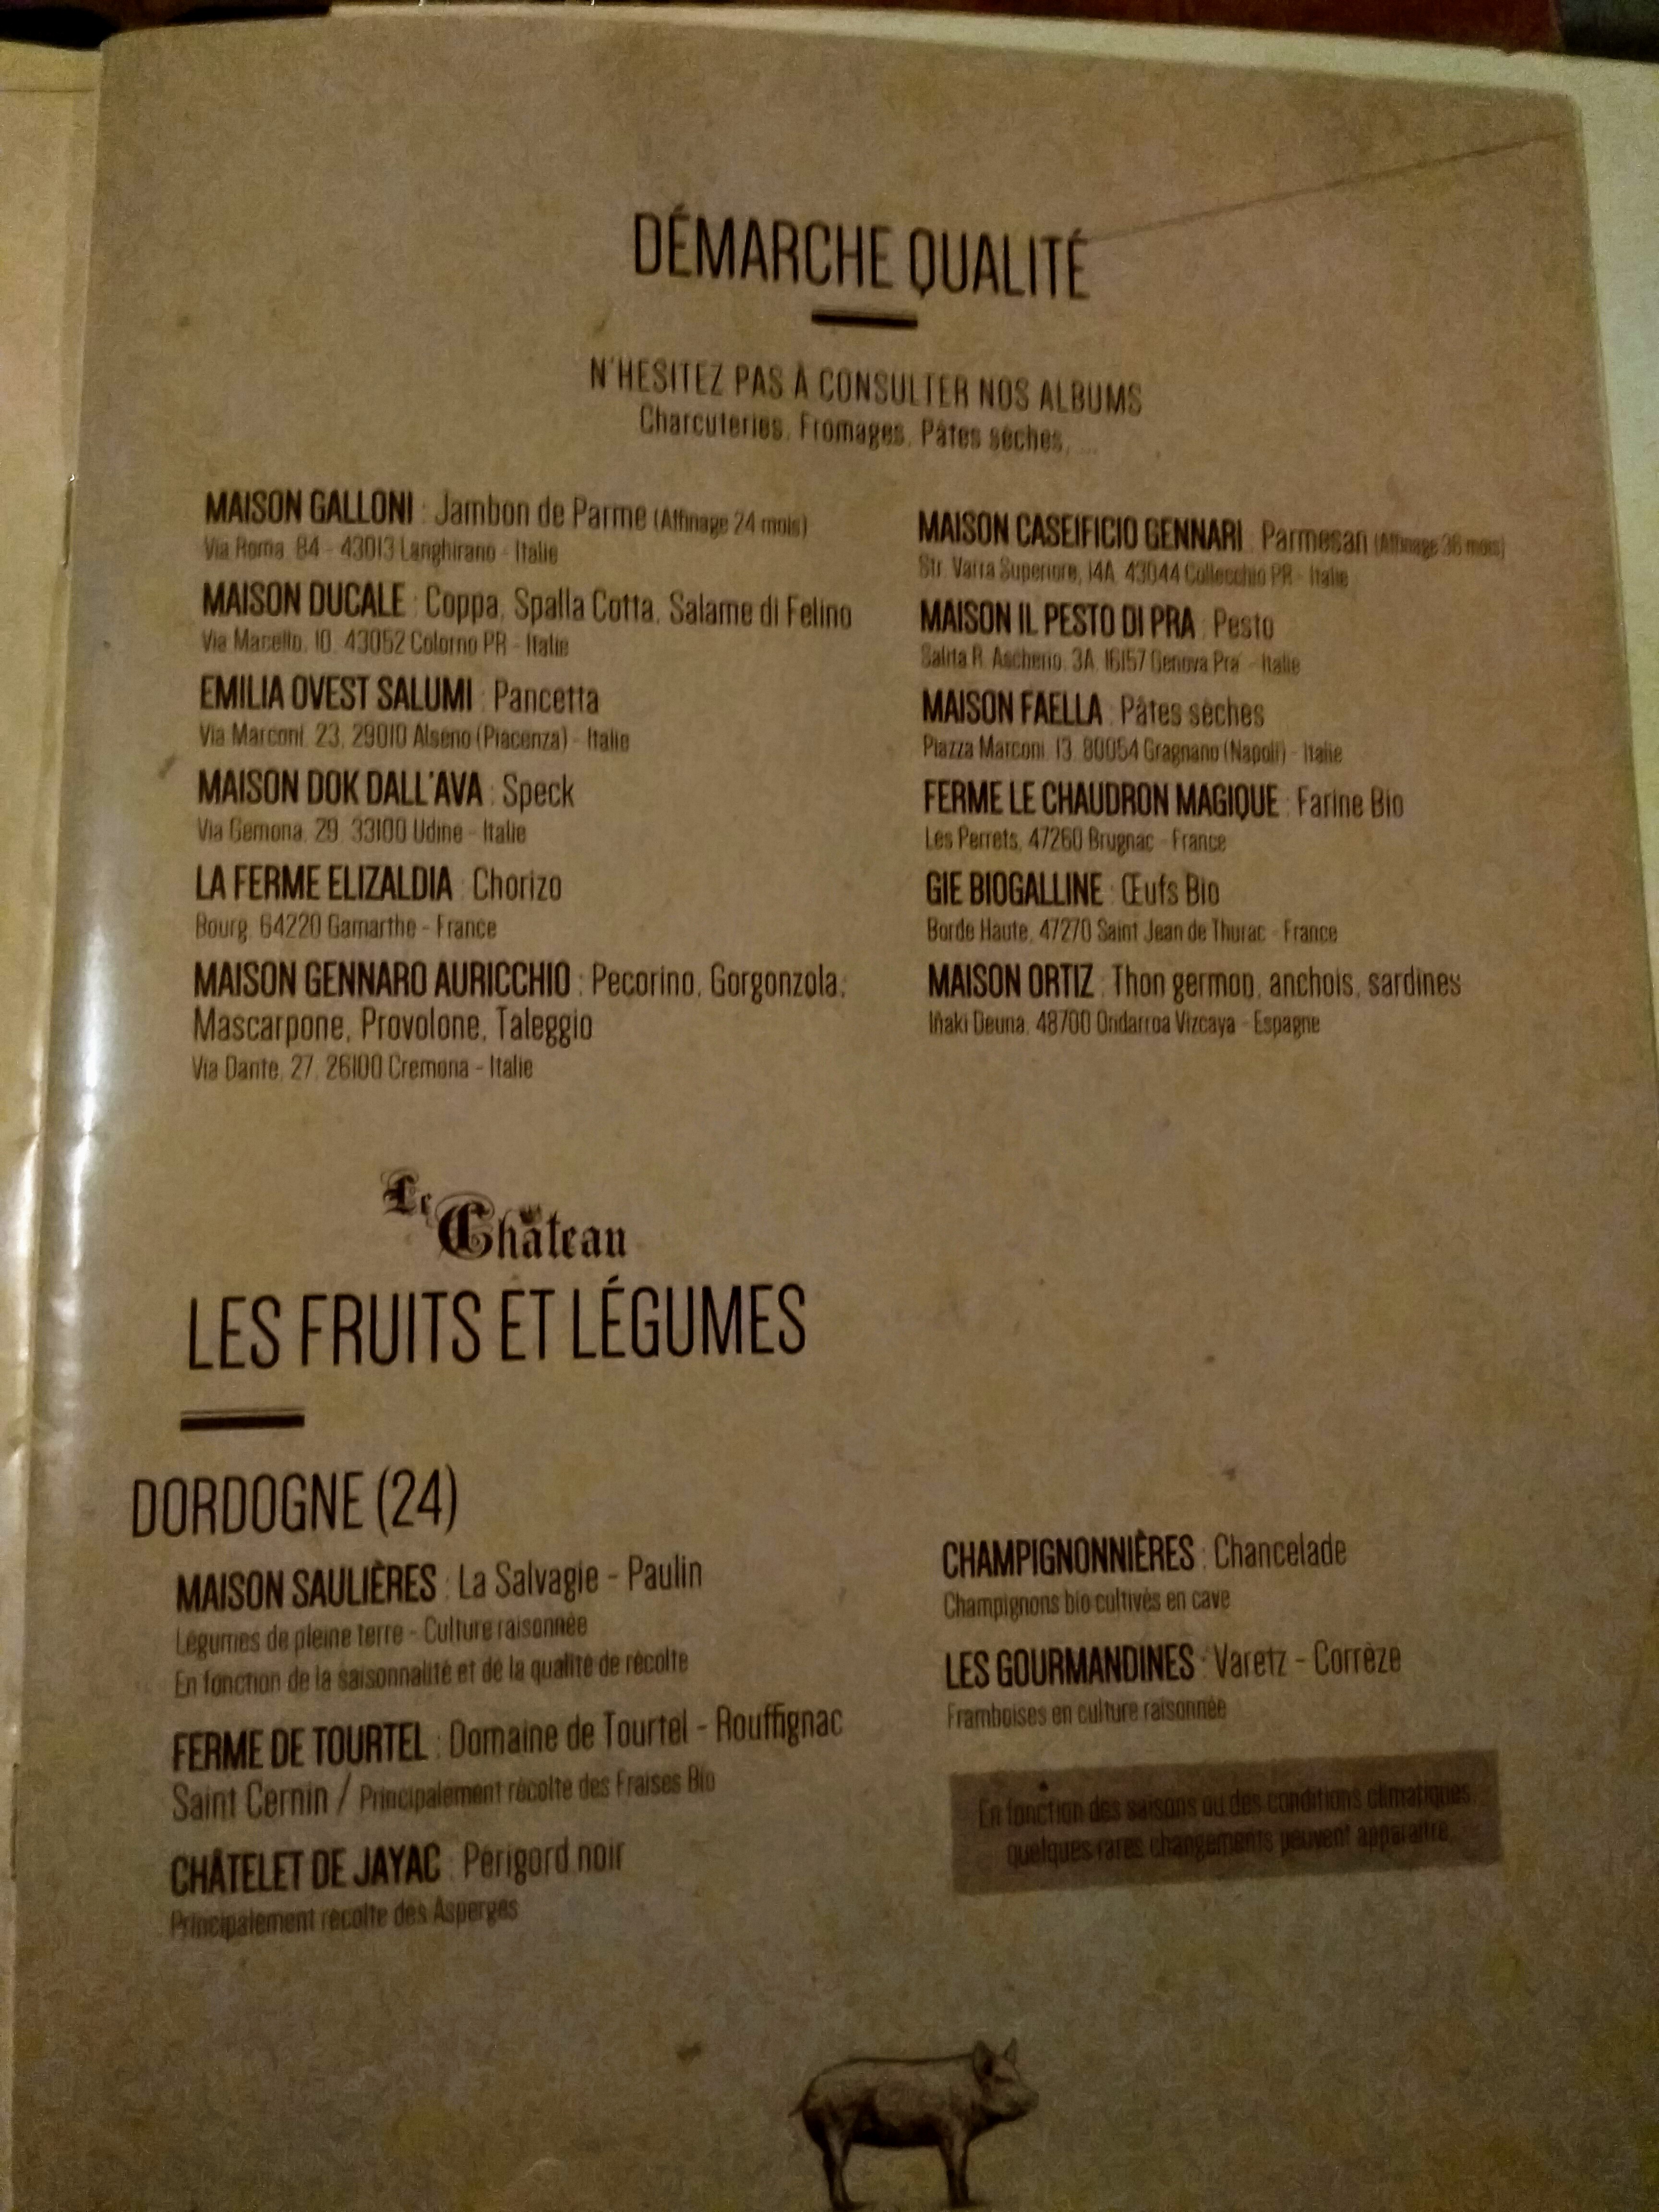 DÉMARCHE QUALITÉ
N'HESITEZ PAS À CONSULTER NOS ALBUMS
Charcuteries, Fromages, Pâtes sèches, ...
MAISON GALLONI : Jambon de Parme (Affinage 24 mois)
Via Roma, 84 - 43013 Langhirano - Italie
MAISON DUCALE : Coppa, Spalla Cotta, Salame di Felino
Via Macello, 10, 43052 Colorno PR - Italie
EMILIA OVEST SALUMI : Pancetta
Via Marconi, 23, 29010 Alseno (Piacenza) - Italie
MAISON DOK DALL'AVA : Speck
Via Gemona, 29, 33100 Udine - Italie
LA FERME ELIZALDIA : Chorizo
Bourg, 64220 Gamarthe - France
MAISON GENNARO AURICCHIO : Pecorino, Gorgonzola,
Mascarpone, Provolone, Taleggio
Via Dante, 27, 26100 Cremona - Italie
MAISON CASEIFICIO GENNARI : Parmesan (Affinage 36 mois)
Str. Varra Superiore, 14A, 43044 Collecchio PR - Italie
MAISON IL PESTO DI PRA : Pesto
Salita R. Ascherio, 3A, 16157 Genova Pra' - Italie
MAISON FAELLA : Pâtes sèches
Piazza Marconi, 13, 80054 Gragnano (Napoli) - Italie
FERME LE CHAUDRON MAGIQUE : Farine Bio
Les Perrets, 47260 Brugnac - France
GIE BIOGALLINE : Œufs Bio
Borde Haute, 47270 Saint Jean de Thurac - France
MAISON ORTIZ : Thon germon, anchois, sardines
Iñaki Deuna, 48700 Ondarroa Vizcaya - Espagne
Le Château
LES FRUITS ET LÉGUMES
DORDOGNE (24)
MAISON SAULIÈRES : La Salvagie - Paulin
Légumes de pleine terre - Culture raisonnée
En fonction de la saisonnalité et de la qualité de récolte
FERME DE TOURTEL : Domaine de Tourtel - Rouffignac
Saint Cernin / Principalement récolte des Fraises Bio
CHÂTELET DE JAYAC : Périgord noir
Principalement récolte des Asperges
CHAMPIGNONNIÈRES : Chancelade
Champignons bio cultivés en cave
LES GOURMANDINES : Varetz - Corrèze
Framboises en culture raisonnée
En fonction des saisons ou des conditions climatiques
quelques rares changements peuvent apparaître.